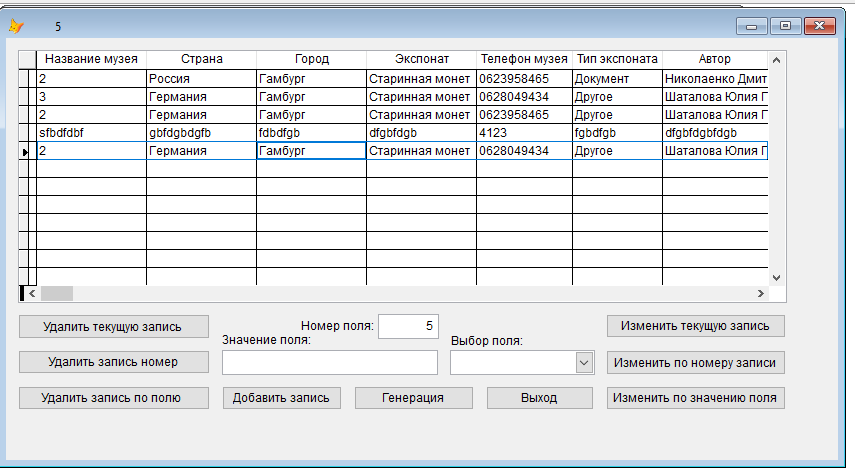 5
Название музея Страна Город Экспонат Телефон музея Тип экспоната Автор
2 Россия Гамбург Старинная монет 0623958465 Документ Николаенко Дмит
3 Германия Гамбург Старинная монет 0628049434 Другое Шаталова Юлия Г
2 Германия Гамбург Старинная монет 0623958465 Другое Шаталова Юлия Г
sfbdfdbf gbfdgbdgfb fdbdfgb dfgbfdgb 4123 fgbdfgb dfgbfdgbfdgb
2 Германия Гамбург Старинная монет 0628049434 Другое Шаталова Юлия Г
Удалить текущую запись Номер поля: 5 Изменить текущую запись
Значение поля: Выбор поля:
Удалить запись номер Изменить по номеру записи
Удалить запись по полю Добавить запись Генерация Выход Изменить по значению поля